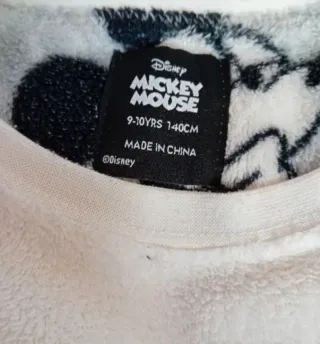 Disney
MICKEY
MOUSE
9-10YRS 140CM
MADE IN CHINA
©Disney